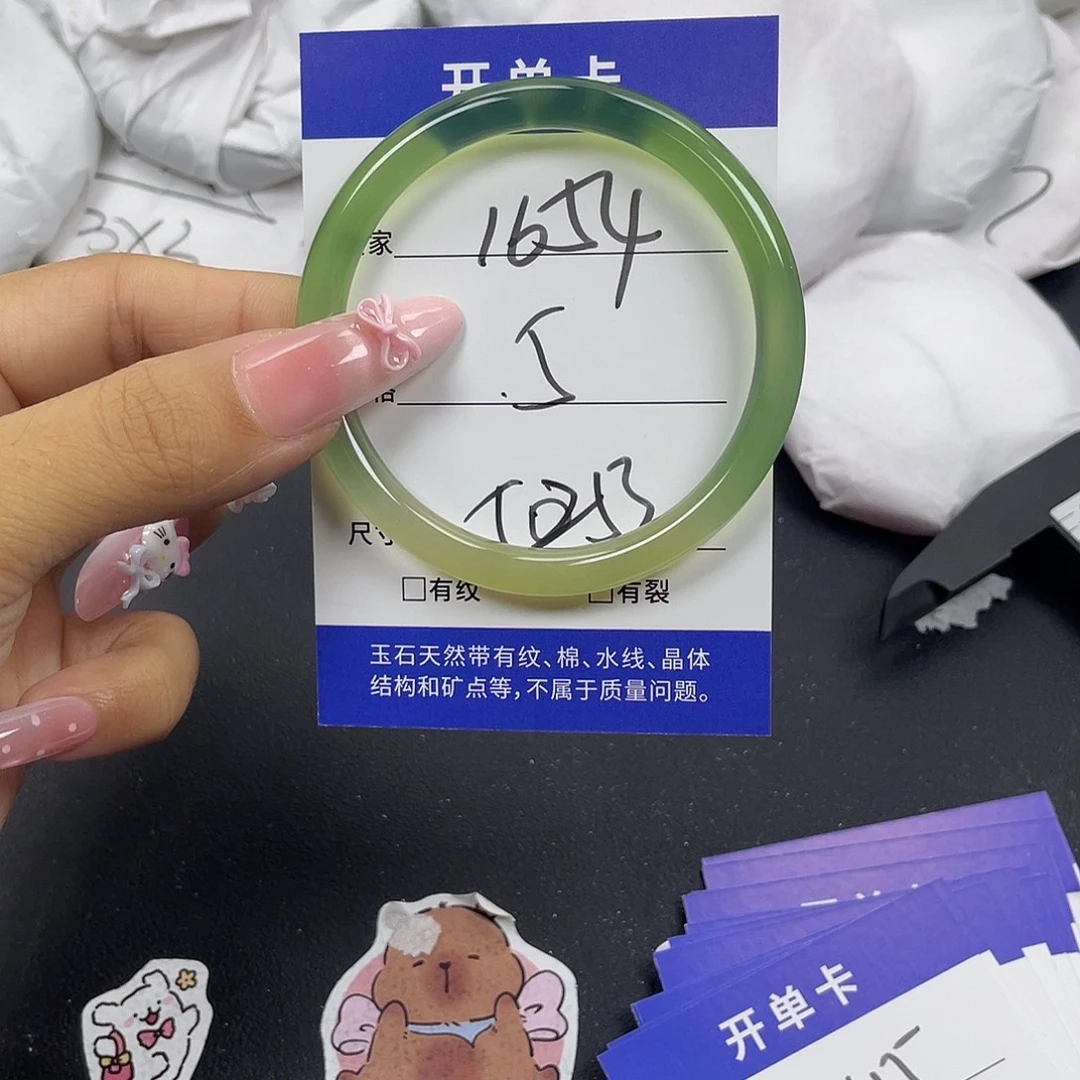 开单卡
家 1654
.5
尺寸
□有纹 □有裂
玉石天然带有纹、棉、水线、晶体
结构和矿点等，不属于质量问题。
3X3
开单卡